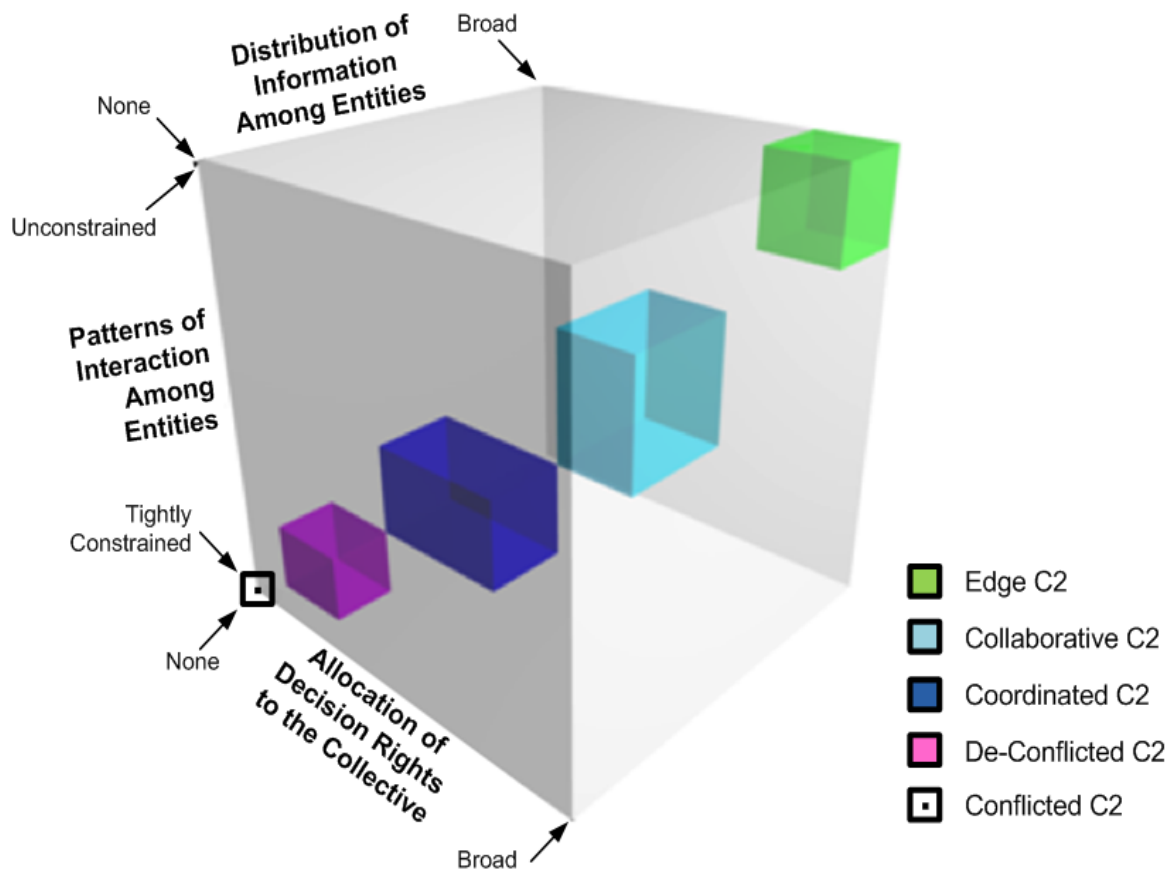 Distribution of
Information
Among Entities
Broad
None
Unconstrained
Patterns of
Interaction
Among
Entities
Tightly
Constrained
None
Allocation of
Decision Rights
to the Collective
Broad
Edge C2
Collaborative C2
Coordinated C2
De-Conflicted C2
Conflicted C2